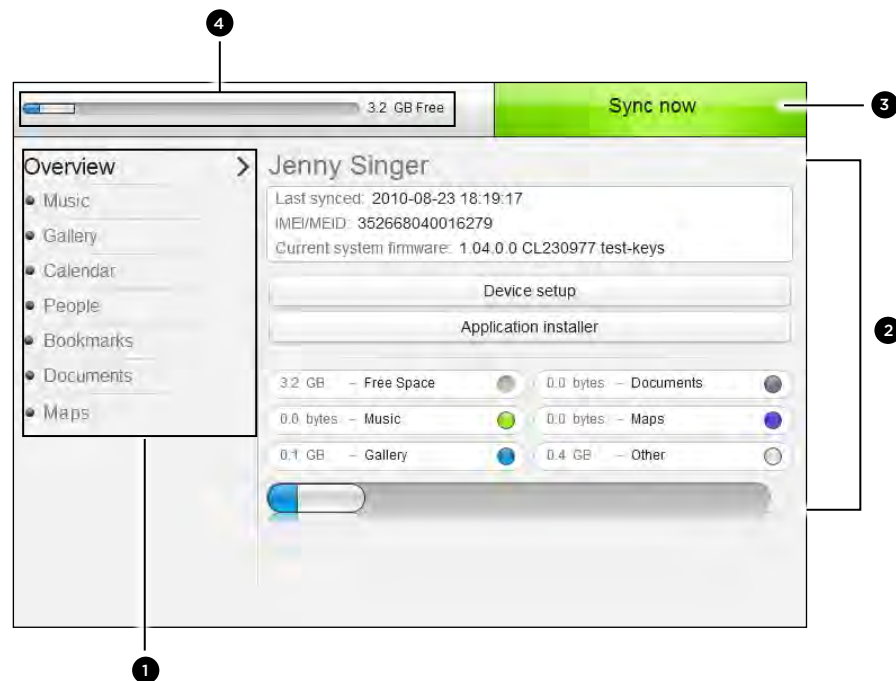 4
3.2 GB Free
Sync now
3
Overview
Music
Gallery
Calendar
People
Bookmarks
Documents
Maps
Jenny Singer
Last synced: 2010-08-23 18:19:17
IMEI/MEID: 352668040016279
Current system firmware: 1.04.0.0 CL230977 test-keys
Device setup
Application installer
2
3.2 GB – Free Space
0.0 bytes – Documents
0.0 bytes – Music
0.0 bytes – Maps
0.1 GB – Gallery
0.4 GB – Other
1